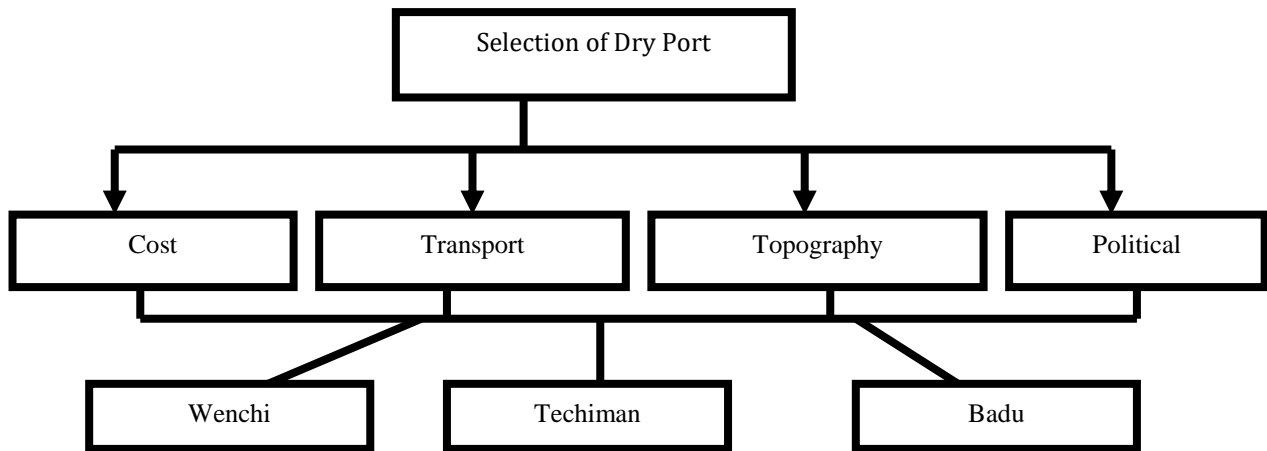 Selection of Dry Port
Cost
Transport
Topography
Political
Wenchi
Techiman
Badu